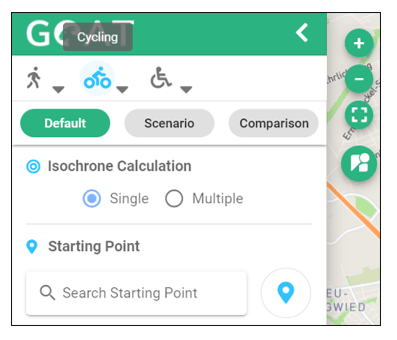 GOAT
Cycling
Default
Scenario
Comparison
Isochrone Calculation
Single
Multiple
Starting Point
Search Starting Point
EU-
GWIED